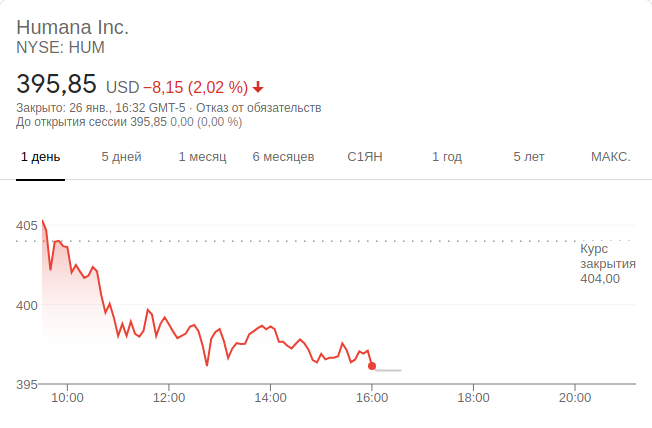 Humana Inc.
NYSE: HUM
395,85 USD −8,15 (2,02 %)
Закрыто: 26 янв., 16:32 GMT-5 · Отказ от обязательств
До открытия сессии 395,85 0,00 (0,00 %)
1 день 5 дней 1 месяц 6 месяцев С1ЯН 1 год 5 лет МАКС.
405
Курс
закрытия
404,00
400
395
10:00 12:00 14:00 16:00 18:00 20:00